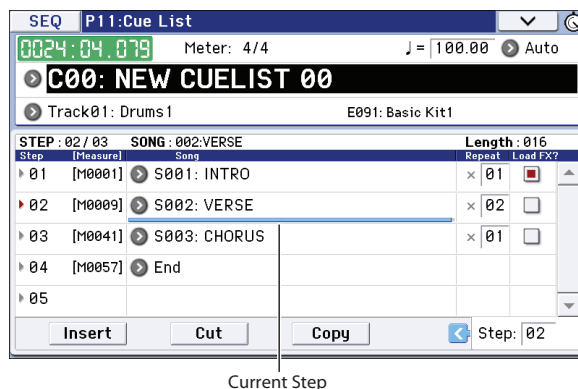 SEQ P11:Cue List
0024:04.079 Meter: 4/4 ♩= 100.00 Auto
C00: NEW CUELIST 00
Track01: Drums1 E091: Basic Kit1
STEP : 02 / 03 SONG : 002:VERSE Length : 016
Step [Measure] Song Repeat Load FX?
01 [M0001] S001: INTRO × 01
02 [M0009] S002: VERSE × 02
03 [M0041] S003: CHORUS × 01
04 [M0057] End
05
Insert Cut Copy Step: 02
Current Step